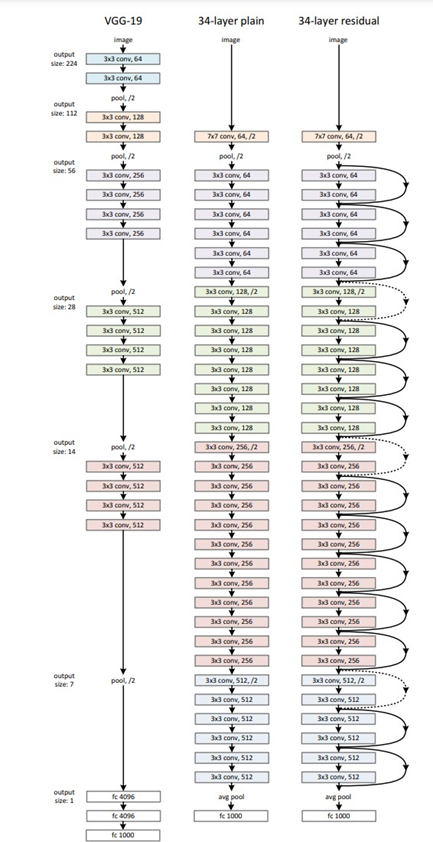 VGG-19
image
output
size: 224
3x3 conv, 64
3x3 conv, 64
pool, /2
output
size: 112
3x3 conv, 128
3x3 conv, 128
pool, /2
output
size: 56
3x3 conv, 256
3x3 conv, 256
3x3 conv, 256
3x3 conv, 256
pool, /2
output
size: 28
3x3 conv, 512
3x3 conv, 512
3x3 conv, 512
3x3 conv, 512
pool, /2
output
size: 14
3x3 conv, 512
3x3 conv, 512
3x3 conv, 512
3x3 conv, 512
output
size: 7
pool, /2
output
size: 1
fc 4096
fc 4096
fc 1000
34-layer plain
image
7x7 conv, 64, /2
pool, /2
3x3 conv, 64
3x3 conv, 64
3x3 conv, 64
3x3 conv, 64
3x3 conv, 64
3x3 conv, 64
3x3 conv, 128, /2
3x3 conv, 128
3x3 conv, 128
3x3 conv, 128
3x3 conv, 128
3x3 conv, 128
3x3 conv, 128
3x3 conv, 128
3x3 conv, 256, /2
3x3 conv, 256
3x3 conv, 256
3x3 conv, 256
3x3 conv, 256
3x3 conv, 256
3x3 conv, 256
3x3 conv, 256
3x3 conv, 256
3x3 conv, 256
3x3 conv, 256
3x3 conv, 256
3x3 conv, 512, /2
3x3 conv, 512
3x3 conv, 512
3x3 conv, 512
3x3 conv, 512
3x3 conv, 512
avg pool
fc 1000
34-layer residual
image
7x7 conv, 64, /2
pool, /2
3x3 conv, 64
3x3 conv, 64
3x3 conv, 64
3x3 conv, 64
3x3 conv, 64
3x3 conv, 64
3x3 conv, 128, /2
3x3 conv, 128
3x3 conv, 128
3x3 conv, 128
3x3 conv, 128
3x3 conv, 128
3x3 conv, 128
3x3 conv, 128
3x3 conv, 256, /2
3x3 conv, 256
3x3 conv, 256
3x3 conv, 256
3x3 conv, 256
3x3 conv, 256
3x3 conv, 256
3x3 conv, 256
3x3 conv, 256
3x3 conv, 256
3x3 conv, 256
3x3 conv, 256
3x3 conv, 512, /2
3x3 conv, 512
3x3 conv, 512
3x3 conv, 512
3x3 conv, 512
3x3 conv, 512
avg pool
fc 1000